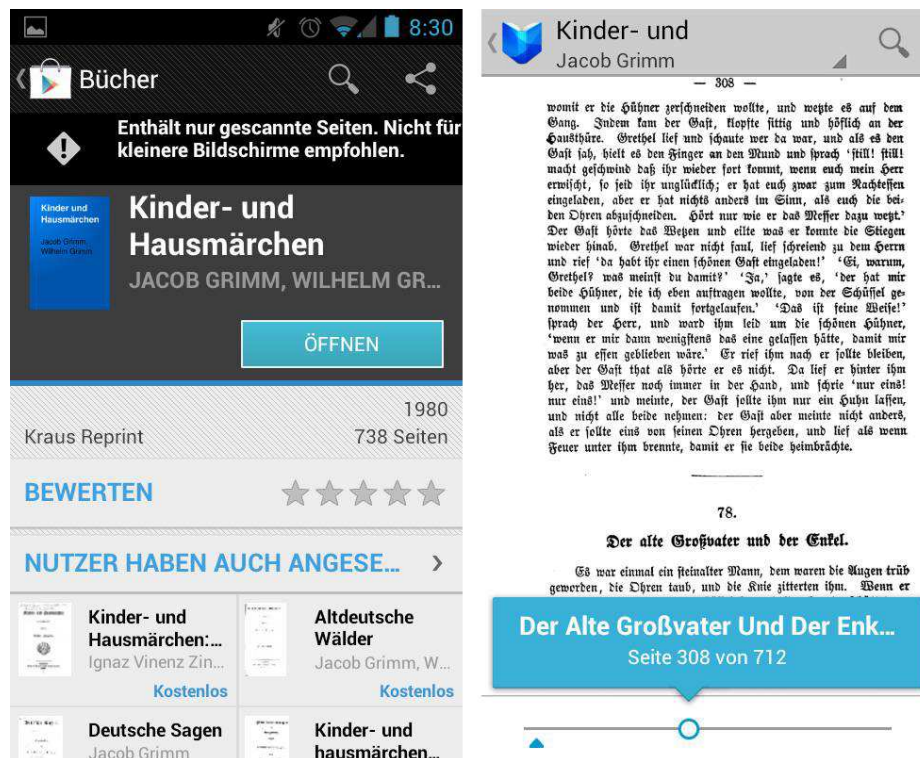 8:30
Bücher
Enthält nur gescannte Seiten. Nicht für
kleinere Bildschirme empfohlen.
Kinder und
Hausmärchen
Jacob Grimm,
Wilhelm Grimm
Kinder- und
Hausmärchen
JACOB GRIMM, WILHELM GR...
ÖFFNEN
1980
Kraus Reprint
738 Seiten
BEWERTEN
NUTZER HABEN AUCH ANGESE...
Kinder- und
Hausmärchen:...
Ignaz Vinenz Zin...
Kostenlos
Altdeutsche
Wälder
Jacob Grimm, W...
Kostenlos
Deutsche Sagen
Jacob Grimm
Kinder- und
hausmärchen...
Kinder- und
Jacob Grimm
— 308 —
womit er die Hühner zerschneiden wollte, und wetzte es auf dem
Gang. Indem kam der Gast, klopfte sittig und höflich an der
Hausthüre. Grethel lief und schaute wer da war, und als es den
Gast sah, hielt es den Finger an den Mund und sprach ‘still! still!
macht geschwind daß ihr wieder fort kommt, wenn euch mein Herr
erwischt, so seid ihr unglücklich; er hat euch zwar zum Nachtessen
eingeladen, aber er hat nichts anders im Sinn, als euch die bei-
den Ohren abzuschneiden. Hört nur wie er das Messer dazu wetzt.’
Der Gast hörte das Wetzen und eilte was er konnte die Stiegen
wieder hinab. Grethel war nicht faul, lief schreiend zu dem Herrn
und rief ‘da habt ihr einen schönen Gast eingeladen!’ ‘Ei, warum,
Grethel? was meinst du damit?’ ‘Ja,’ sagte es, ‘der hat mir
beide Hühner, die ich eben auftragen wollte, von der Schüssel ge-
nommen und ist damit fortgelaufen.’ ‘Das ist feine Weise!’
sprach der Herr, und ward ihm leid um die schönen Hühner,
‘wenn er mir dann wenigstens das eine gelassen hätte, damit mir
was zu essen geblieben wäre.’ Er rief ihm nach er sollte bleiben,
aber der Gast that als hörte er es nicht. Da lief er hinter ihm
her, das Messer noch immer in der Hand, und schrie ‘nur eins!
nur eins!’ und meinte, der Gast sollte ihm nur ein Huhn lassen,
und nicht alle beide nehmen: der Gast aber meinte nicht anders,
als er sollte eins von seinen Ohren hergeben, und lief als wenn
Feuer unter ihm brennte, damit er sie beide heimbrächte.
78.
Der alte Großvater und der Enkel.
Es war einmal ein steinalter Mann, dem waren die Augen trüb
geworden, die Ohren taub, und die Knie zitterten ihm. Wenn er
Der Alte Großvater Und Der Enk...
Seite 308 von 712